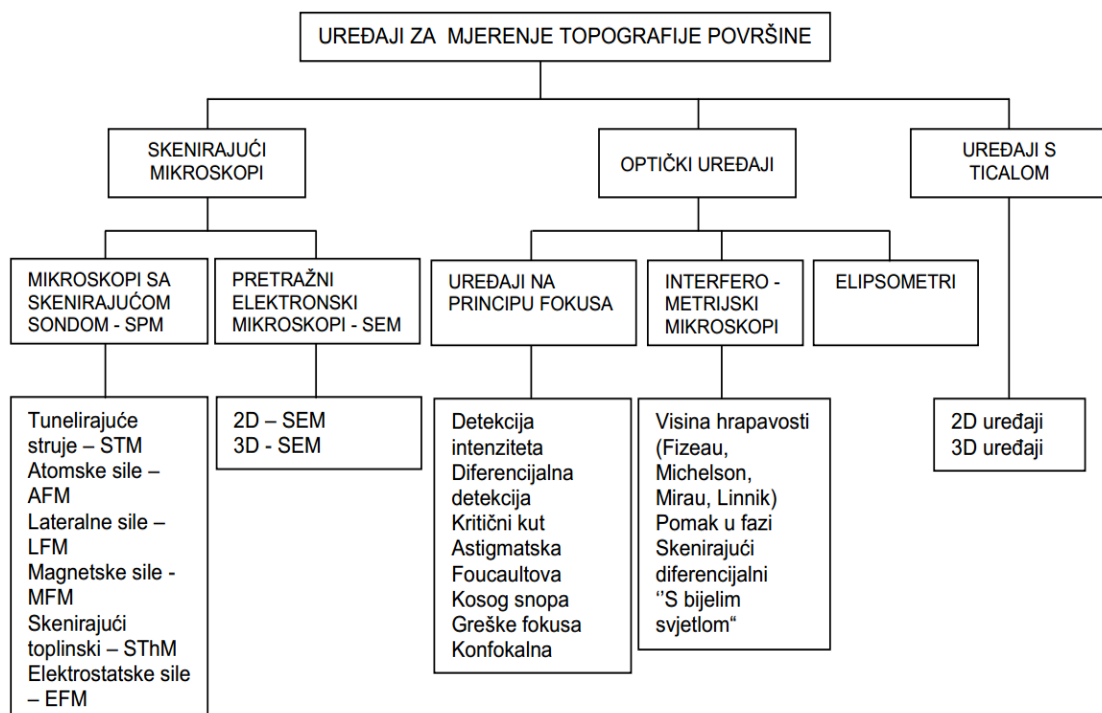 UREĐAJI ZA  MJERENJE TOPOGRAFIJE POVRŠINE
SKENIRAJUĆI
MIKROSKOPI
OPTIČKI UREĐAJI
UREĐAJI S
TICALOM
MIKROSKOPI SA
SKENIRAJUĆOM
SONDOM - SPM
PRETRAŽNI
ELEKTRONSKI
MIKROSKOPI - SEM
UREĐAJI NA
PRINCIPU FOKUSA
INTERFERO -
METRIJSKI
MIKROSKOPI
ELIPSOMETRI
Tunelirajuće
struje – STM
Atomske sile –
AFM
Lateralne sile –
LFM
Magnetske sile -
MFM
Skenirajući
toplinski – SThM
Elektrostatske sile
– EFM
2D – SEM
3D - SEM
Detekcija
intenziteta
Diferencijalna
detekcija
Kritični kut
Astigmatska
Foucaultova
Kosog snopa
Greške fokusa
Konfokalna
Visina hrapavosti
(Fizeau,
Michelson,
Mirau, Linnik)
Pomak u fazi
Skenirajući
diferencijalni
‘’S bijelim
svjetlom“
2D uređaji
3D uređaji